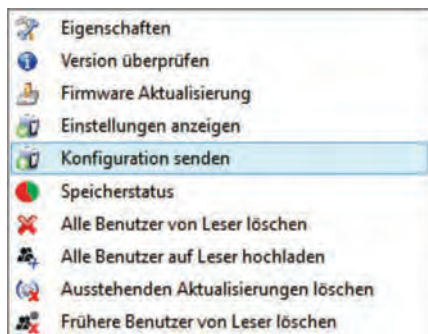 Eigenschaften
Version überprüfen
Firmware Aktualisierung
Einstellungen anzeigen
Konfiguration senden
Speicherstatus
Alle Benutzer von Leser löschen
Alle Benutzer auf Leser hochladen
Ausstehenden Aktualisierungen löschen
Frühere Benutzer von Leser löschen